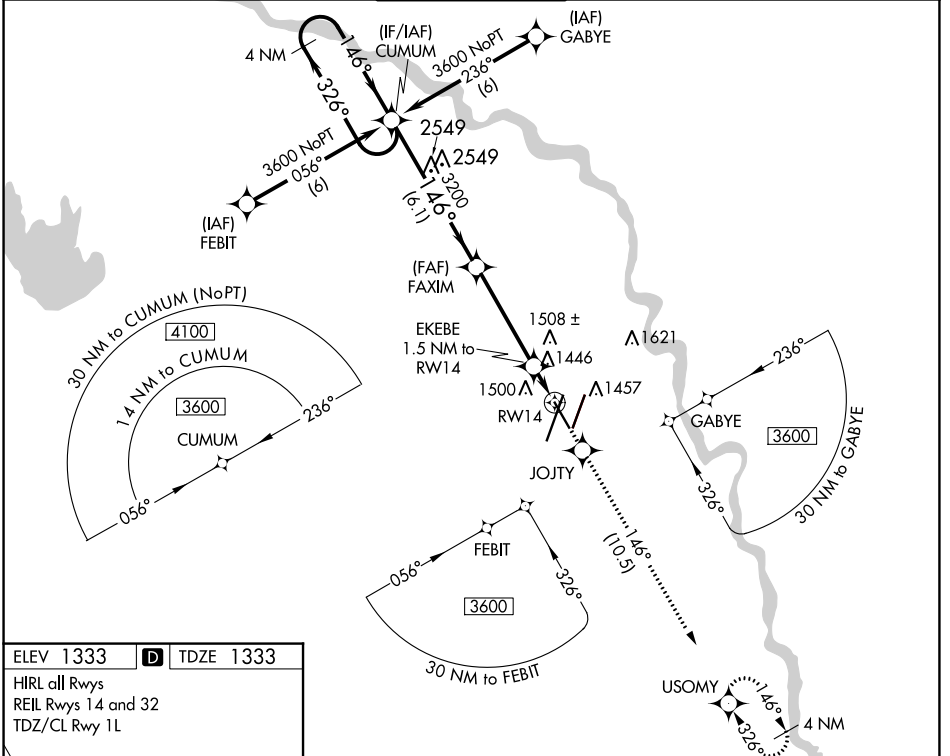 (IF/IAF)
CUMUM
(IAF)
GABYE
4 NM
146°
326°
3600 NoPT
236°
(6)
2549
2549
3600 NoPT
056°
(6)
3200
146°
(6.1)
(IAF)
FEBIT
(FAF)
FAXIM
30 NM to CUMUM (NoPT)
4100
14 NM to CUMUM
3600
CUMUM
236°
056°
EKEBE
1.5 NM to
RW14
1508 ±
1446
1621
1500
1457
RW14
JOJTY
236°
GABYE
3600
326°
30 NM to GABYE
146°
(10.5)
FEBIT
056°
326°
3600
30 NM to FEBIT
ELEV 1333 D TDZE 1333
HIRL all Rwys
REIL Rwys 14 and 32
TDZ/CL Rwy 1L
USOMY
146°
326°
4 NM